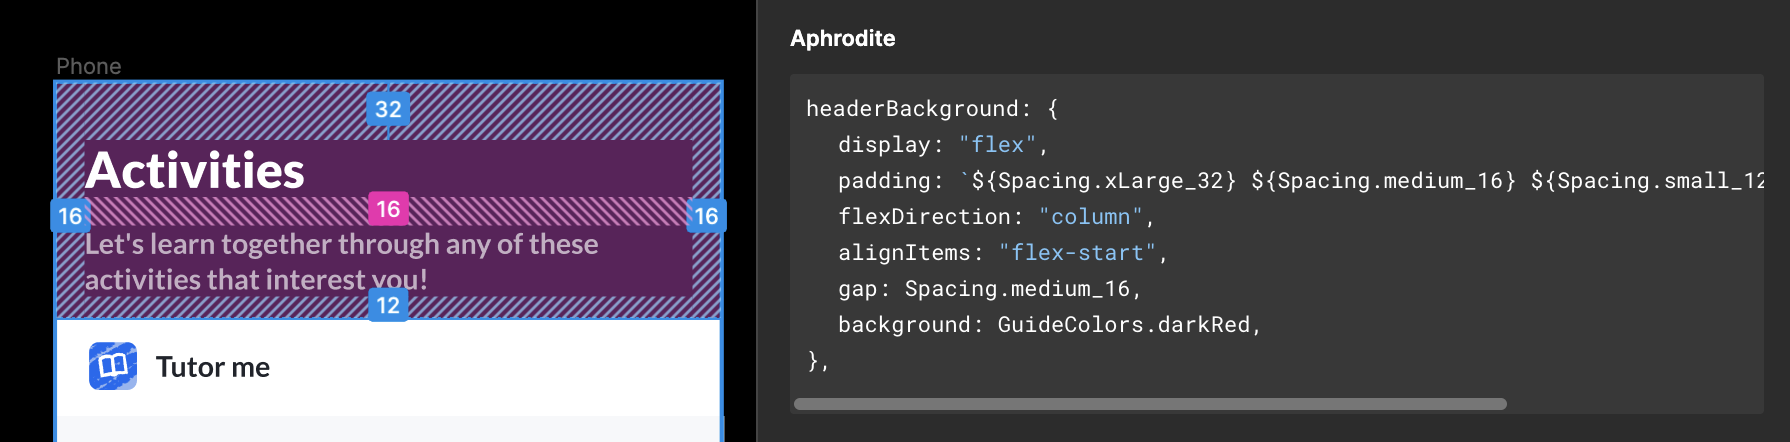 Phone
32
Activities
16
16
16
Let's learn together through any of these
activities that interest you!
12
Tutor me
Aphrodite
headerBackground: {
display: "flex",
padding: `${Spacing.xLarge_32} ${Spacing.medium_16} ${Spacing.small_12
flexDirection: "column",
alignItems: "flex-start",
gap: Spacing.medium_16,
background: GuideColors.darkRed,
},